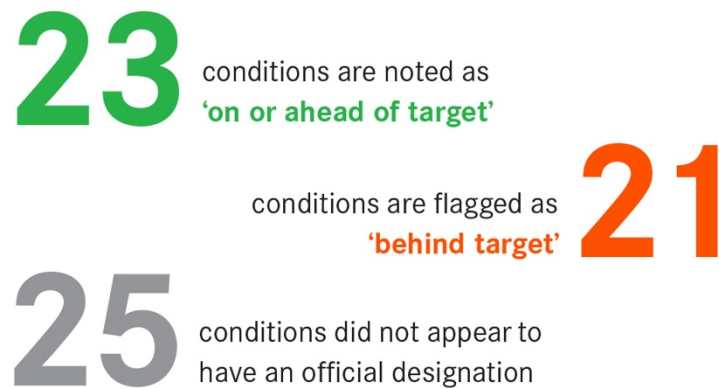 23
conditions are noted as
‘on or ahead of target’
conditions are flagged as
‘behind target’
21
25
conditions did not appear to
have an official designation